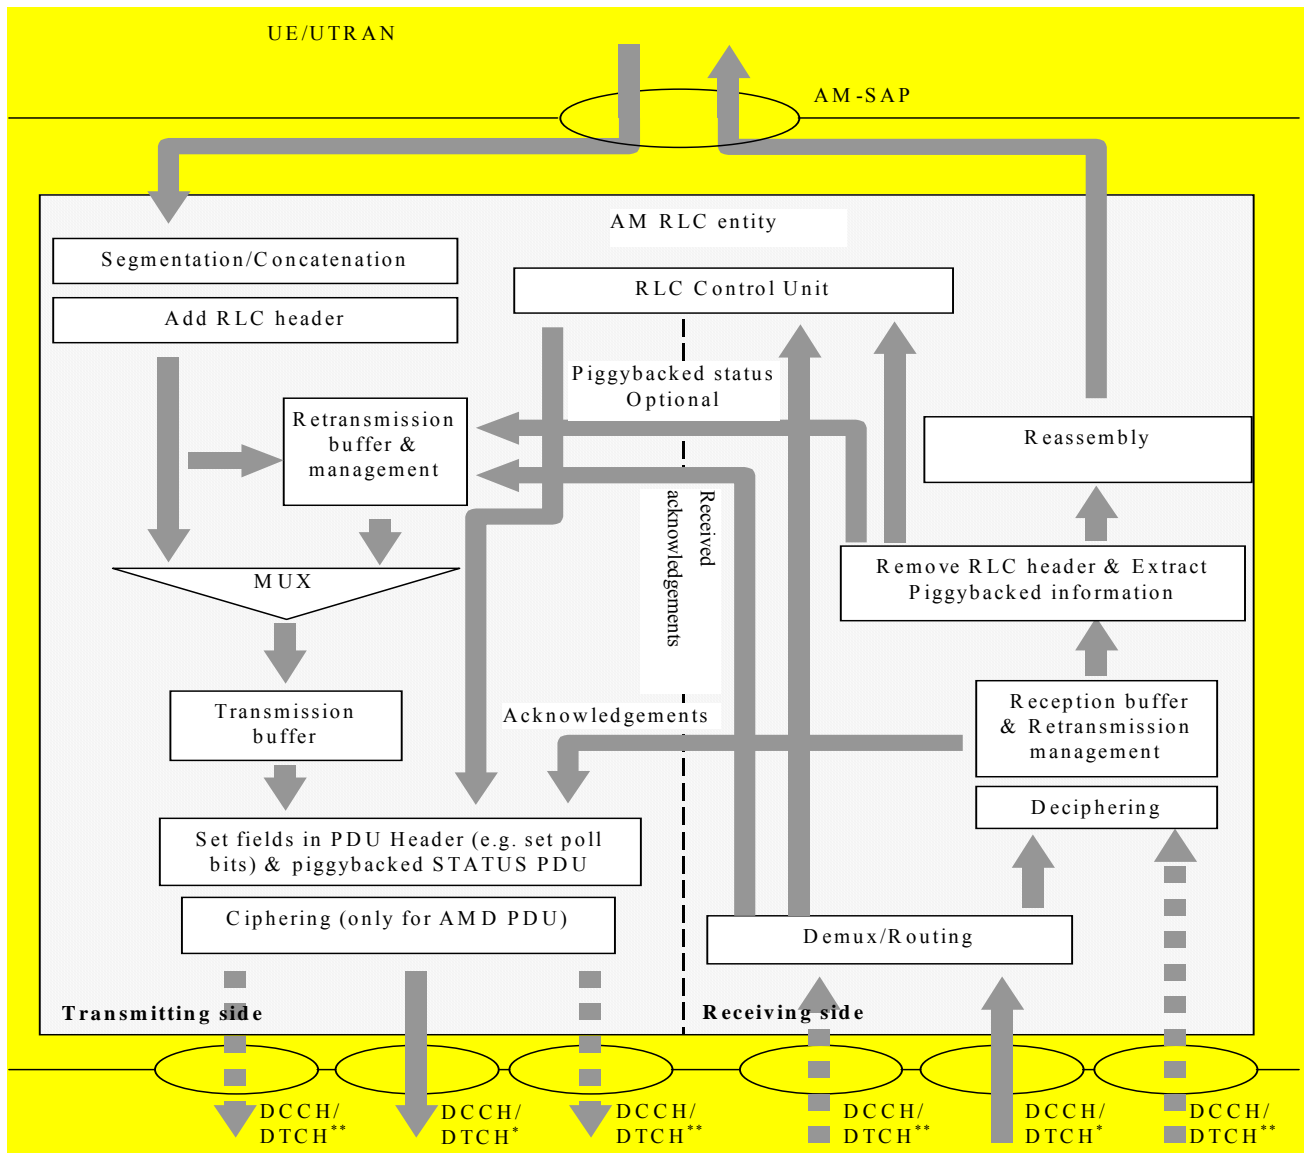 UE/UTRAN
AM-SAP
AM RLC entity
Segmentation/Concatenation
RLC Control Unit
Add RLC header
Piggybacked status
Optional
Retransmission
buffer &
management
Reassembly
Received
acknowledgements
Remove RLC header & Extract
Piggybacked information
MUX
Transmission
buffer
Acknowledgements
Reception buffer
& Retransmission
management
Deciphering
Set fields in PDU Header (e.g. set poll
bits) & piggybacked STATUS PDU
Ciphering (only for AMD PDU)
Demux/Routing
Transmitting side
Receiving side
DCCH/
DTCH**
DCCH/
DTCH*
DCCH/
DTCH**
DCCH/
DTCH**
DCCH/
DTCH*
DCCH/
DTCH**